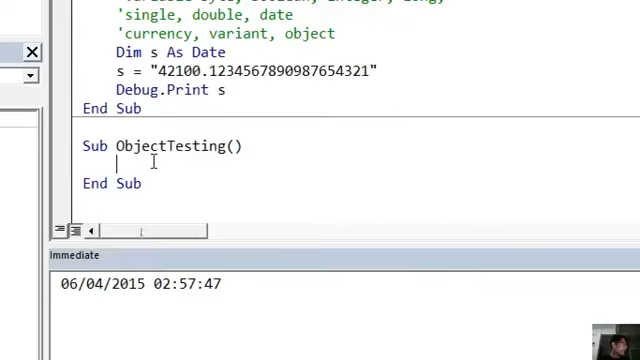 'single, double, date
'currency, variant, object
Dim s As Date
s = "42100.1234567890987654321"
Debug.Print s
End Sub
Sub ObjectTesting()
End Sub
Immediate
06/04/2015 02:57:47